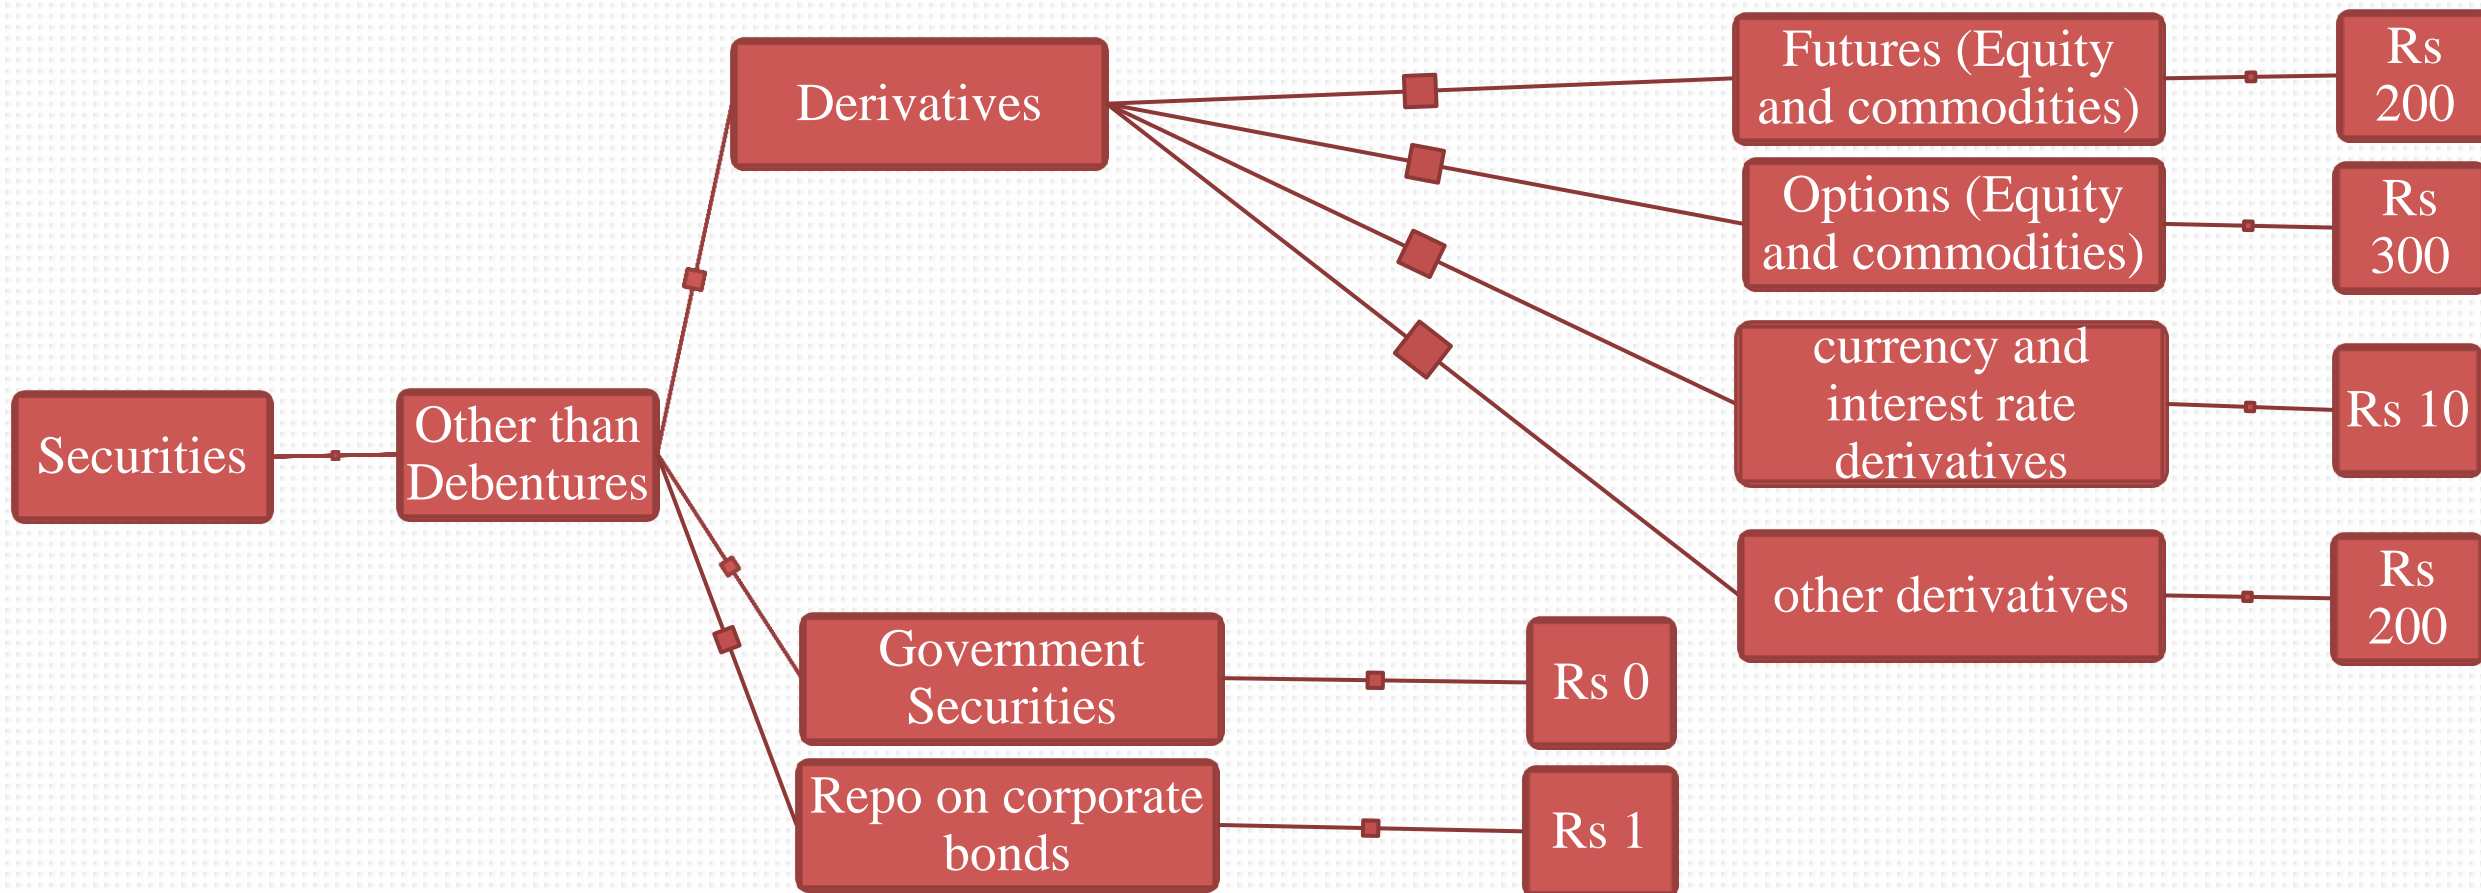 Securities
Other than
Debentures
Derivatives
Futures (Equity
and commodities)
Rs
200
Options (Equity
and commodities)
Rs
300
currency and
interest rate
derivatives
Rs 10
other derivatives
Rs
200
Government
Securities
Rs 0
Repo on corporate
bonds
Rs 1